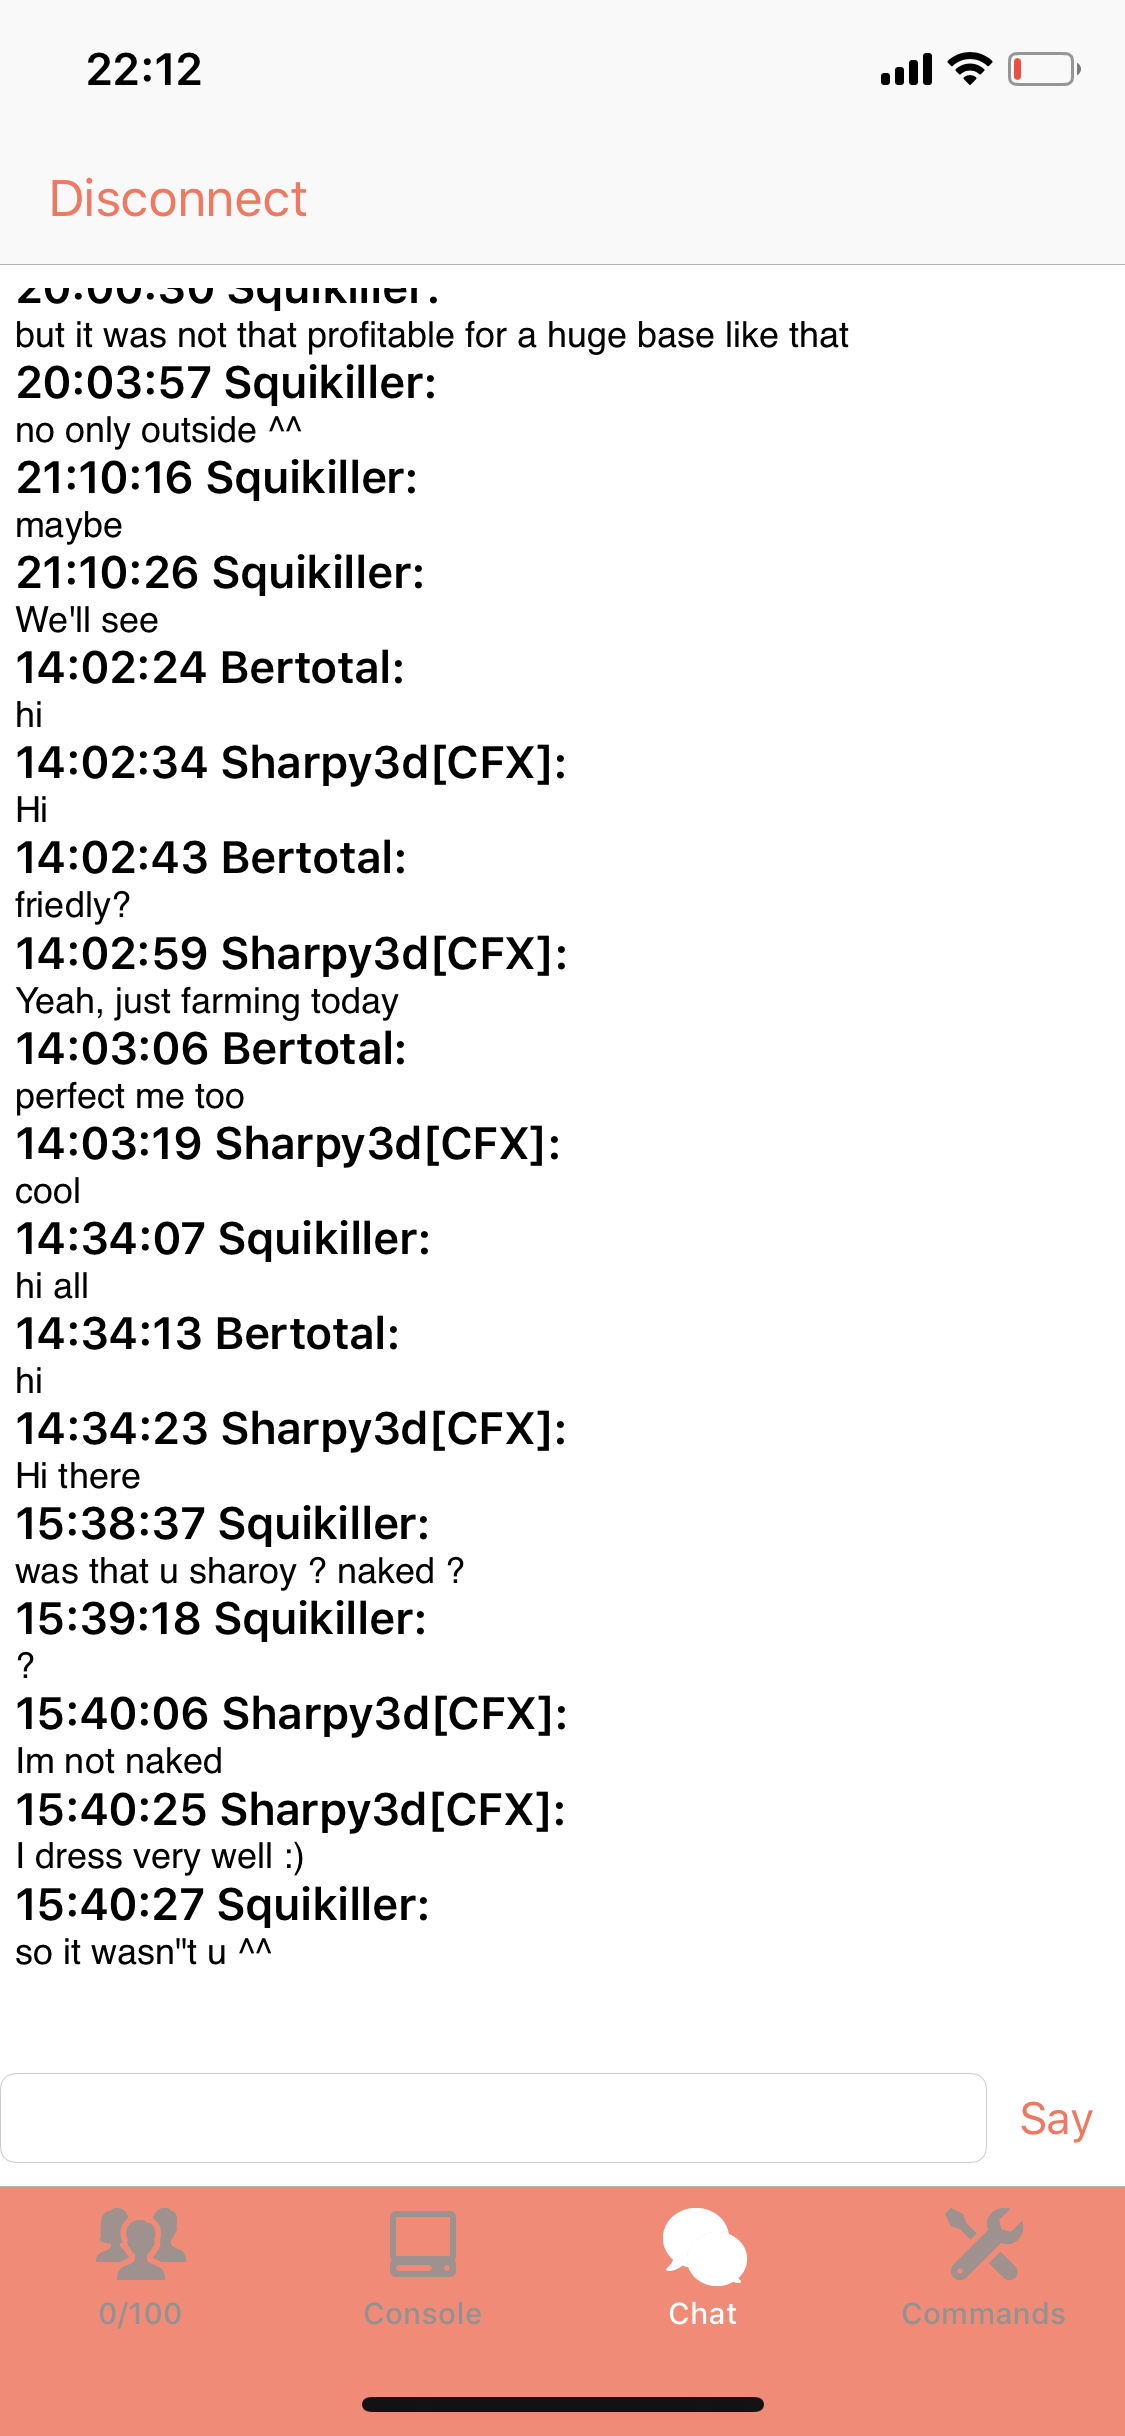 22:12
Disconnect
20:00:30 Squikiller:
but it was not that profitable for a huge base like that
20:03:57 Squikiller:
no only outside ^^
21:10:16 Squikiller:
maybe
21:10:26 Squikiller:
We'll see
14:02:24 Bertotal:
hi
14:02:34 Sharpy3d[CFX]:
Hi
14:02:43 Bertotal:
friedly?
14:02:59 Sharpy3d[CFX]:
Yeah, just farming today
14:03:06 Bertotal:
perfect me too
14:03:19 Sharpy3d[CFX]:
cool
14:34:07 Squikiller:
hi all
14:34:13 Bertotal:
hi
14:34:23 Sharpy3d[CFX]:
Hi there
15:38:37 Squikiller:
was that u sharoy ? naked ?
15:39:18 Squikiller:
?
15:40:06 Sharpy3d[CFX]:
Im not naked
15:40:25 Sharpy3d[CFX]:
I dress very well :)
15:40:27 Squikiller:
so it wasn"t u ^^
Say
0/100
Console
Chat
Commands